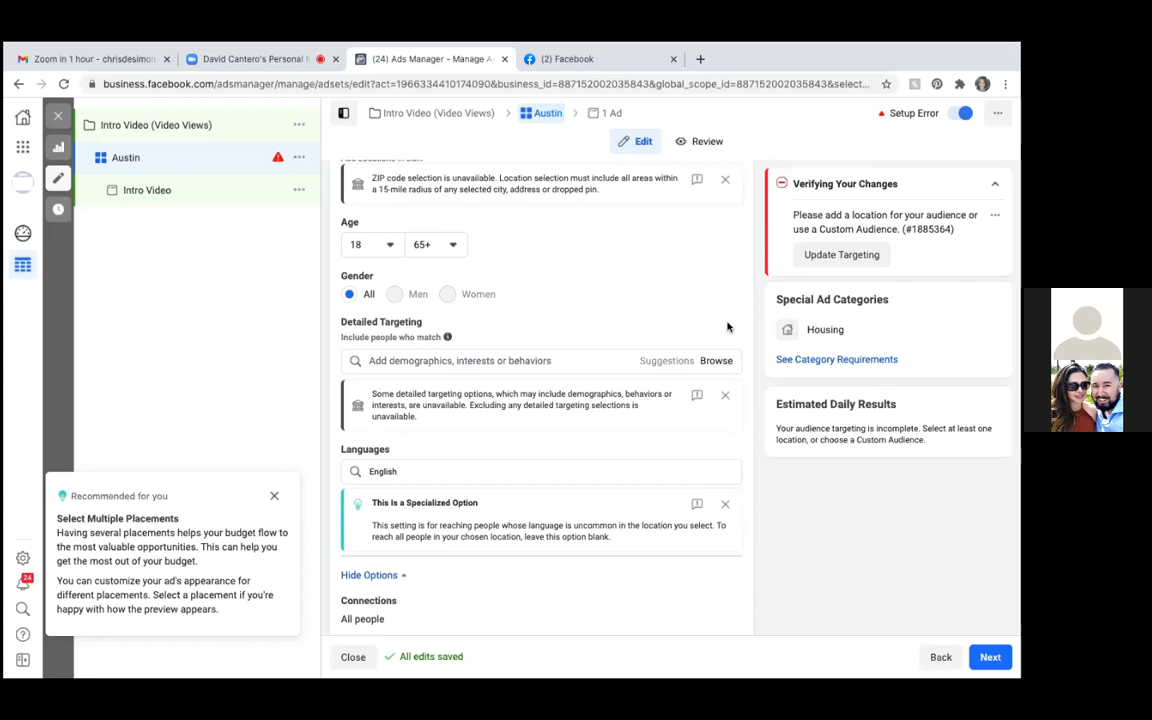 Zoom in 1 hour - chrisdesimon
David Cantero's Personal
(24) Ads Manager - Manage A
(2) Facebook
business.facebook.com/adsmanager/manage/adsets/edit?act=1966334410174090&business_id=887152002035843&global_scope_id=887152002035843&select...
Intro Video (Video Views)
Austin
Intro Video
Intro Video (Video Views)
Austin
1 Ad
Setup Error
Edit
Review
ZIP code selection is unavailable. Location selection must include all areas within
a 15-mile radius of any selected city, address or dropped pin.
Age
18
65+
Gender
All
Men
Women
Detailed Targeting
Include people who match
Add demographics, interests or behaviors
Suggestions
Browse
Some detailed targeting options, which may include demographics, behaviors or
interests, are unavailable. Excluding any detailed targeting selections is
unavailable.
Languages
English
This Is a Specialized Option
This setting is for reaching people whose language is uncommon in the location you select. To
reach all people in your chosen location, leave this option blank.
Hide Options
Connections
All people
Close
All edits saved
Back
Next
Verifying Your Changes
Please add a location for your audience or
use a Custom Audience. (#1885364)
Update Targeting
Special Ad Categories
Housing
See Category Requirements
Estimated Daily Results
Your audience targeting is incomplete. Select at least one
location, or choose a Custom Audience.
Recommended for you
Select Multiple Placements
Having several placements helps your budget flow to
the most valuable opportunities. This can help you
get the most out of your budget.
You can customize your ad's appearance for
different placements. Select a placement if you're
happy with how the preview appears.
24